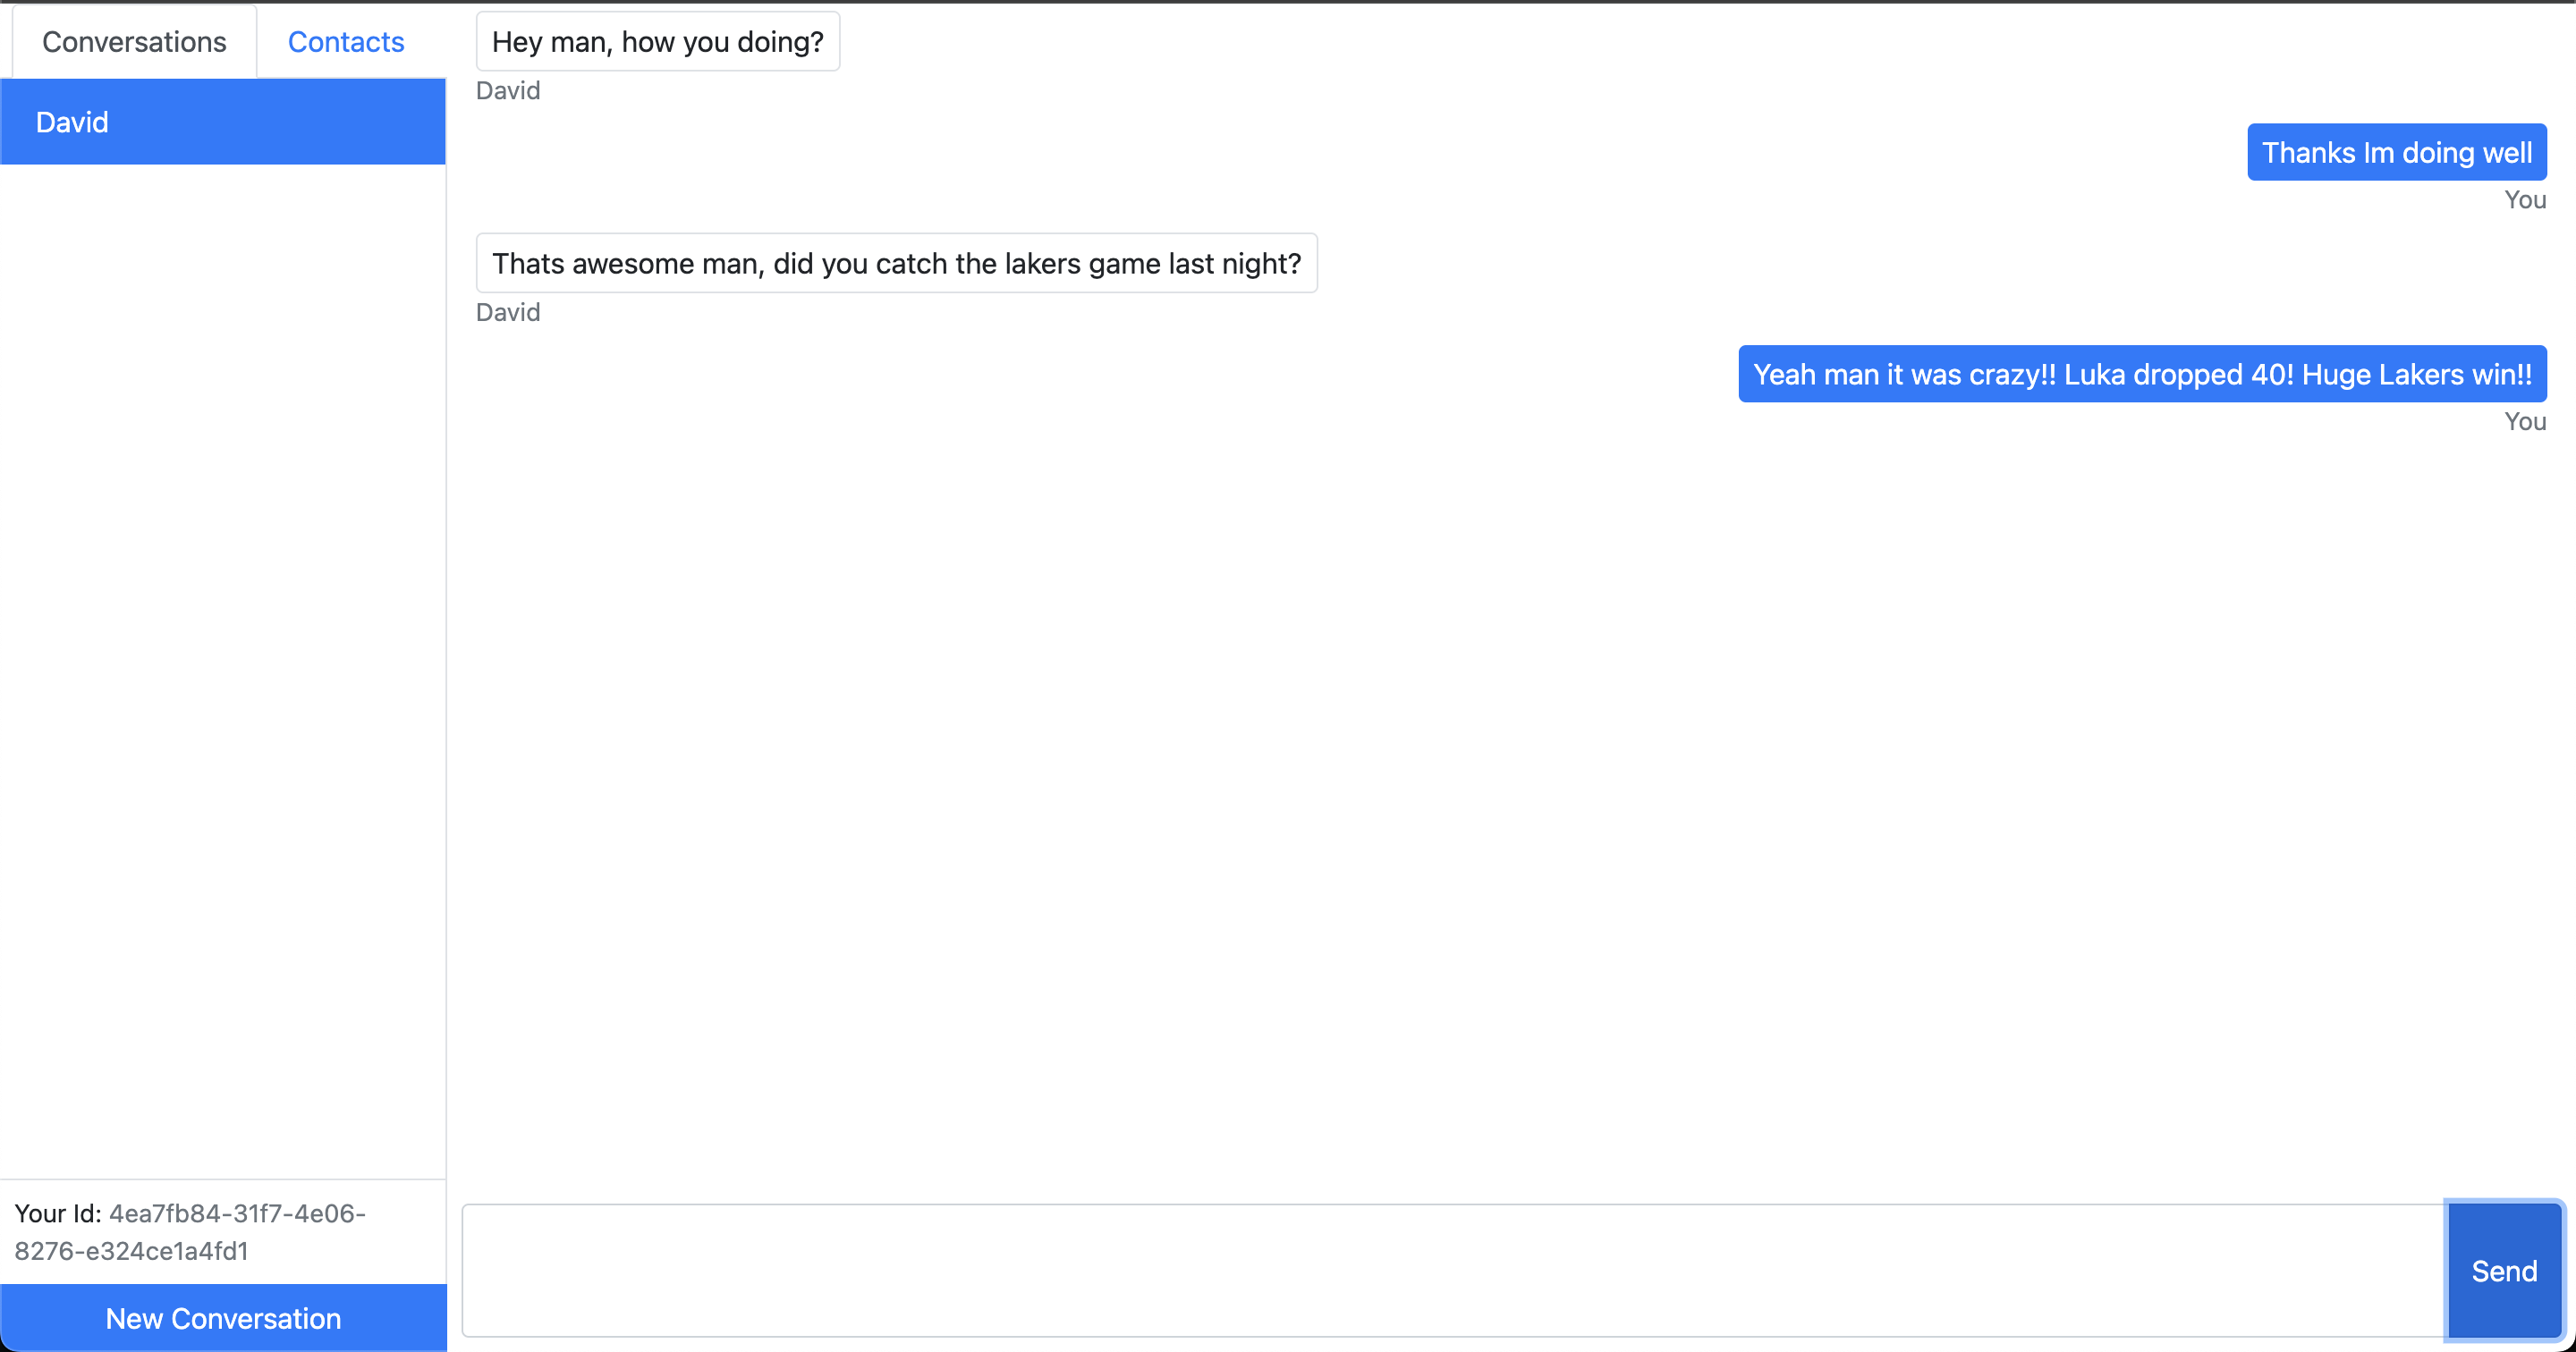 Conversations
Contacts
David
Hey man, how you doing?
David
Thanks Im doing well
You
Thats awesome man, did you catch the lakers game last night?
David
Yeah man it was crazy!! Luka dropped 40! Huge Lakers win!!
You
Your Id: 4ea7fb84-31f7-4e06-
8276-e324ce1a4fd1
New Conversation
Send